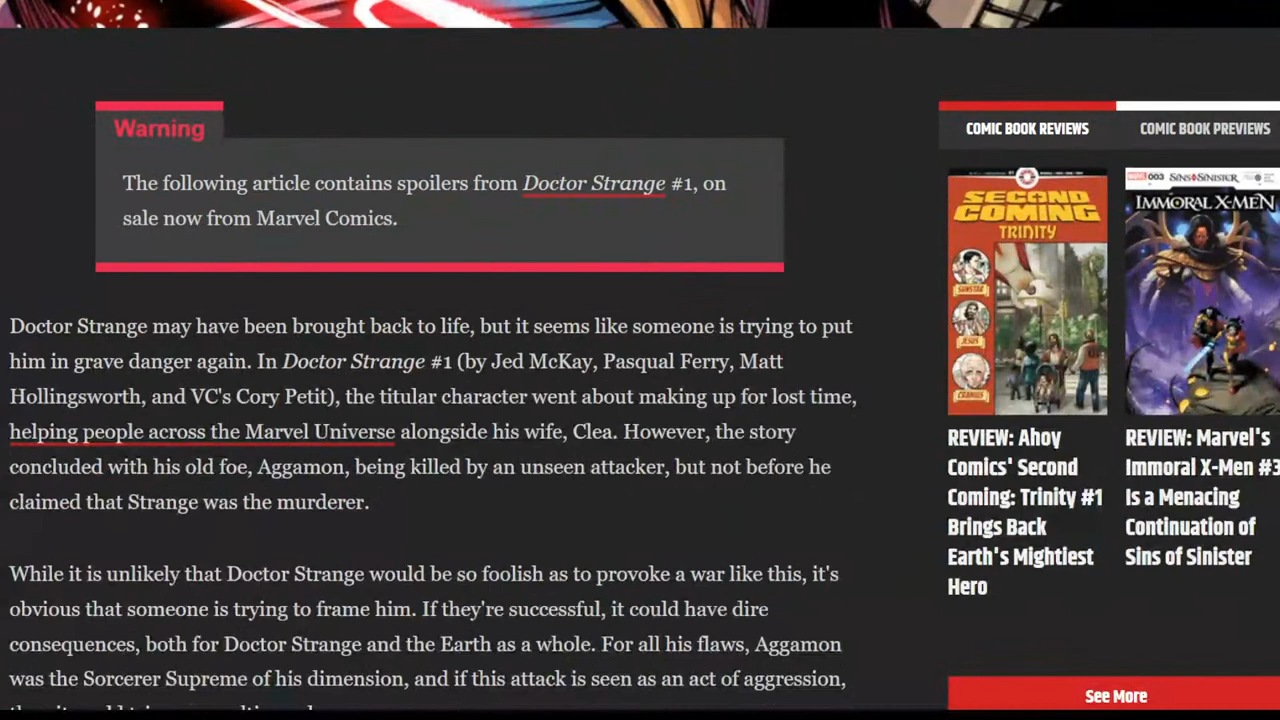 Warning
The following article contains spoilers from Doctor Strange #1, on
sale now from Marvel Comics.
Doctor Strange may have been brought back to life, but it seems like someone is trying to put
him in grave danger again. In Doctor Strange #1 (by Jed McKay, Pasqual Ferry, Matt
Hollingsworth, and VC's Cory Petit), the titular character went about making up for lost time,
helping people across the Marvel Universe alongside his wife, Clea. However, the story
concluded with his old foe, Aggamon, being killed by an unseen attacker, but not before he
claimed that Strange was the murderer.
While it is unlikely that Doctor Strange would be so foolish as to provoke a war like this, it's
obvious that someone is trying to frame him. If they're successful, it could have dire
consequences, both for Doctor Strange and the Earth as a whole. For all his flaws, Aggamon
was the Sorcerer Supreme of his dimension, and if this attack is seen as an act of aggression,
COMIC BOOK REVIEWS
COMIC BOOK PREVIEWS
SECOND
COMING
TRINITY
SUNSTAR
JESUS
MARVEL 003 SINS SINISTER
IMMORAL X-MEN
REVIEW: Ahoy
Comics' Second
Coming: Trinity #1
Brings Back
Earth's Mightiest
Hero
REVIEW: Marvel's
Immoral X-Men #3
Is a Menacing
Continuation of
Sins of Sinister
See More